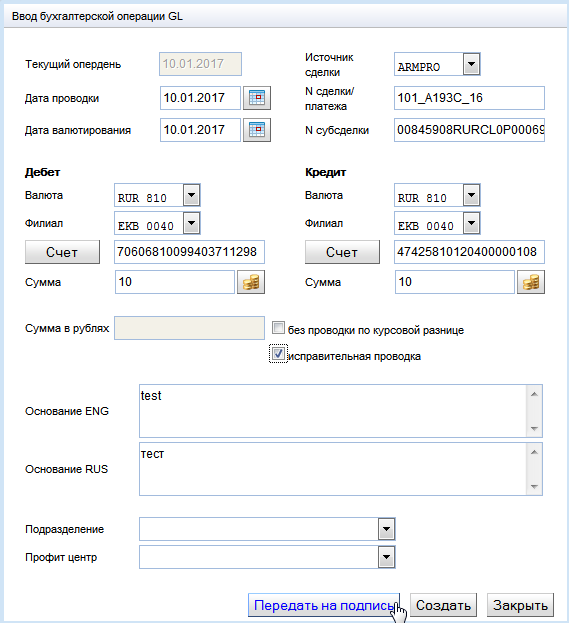 Ввод бухгалтерской операции GL
Текущий опердень 10.01.2017 Источник сделки ARMPRO
Дата проводки 10.01.2017 N сделки/платежа 101_A193C_16
Дата валютирования 10.01.2017 N субсделки 00845908RURCL0P00069
Дебет Кредит
Валюта RUR 810 Валюта RUR 810
Филиал EKB 0040 Филиал EKB 0040
Счет 70606810099403711298 Счет 47425810120400000108
Сумма 10 Сумма 10
Сумма в рублях без проводки по курсовой разнице
исправительная проводка
Основание ENG test
Основание RUS тест
Подразделение
Профит центр
Передать на подпись Создать Закрыть